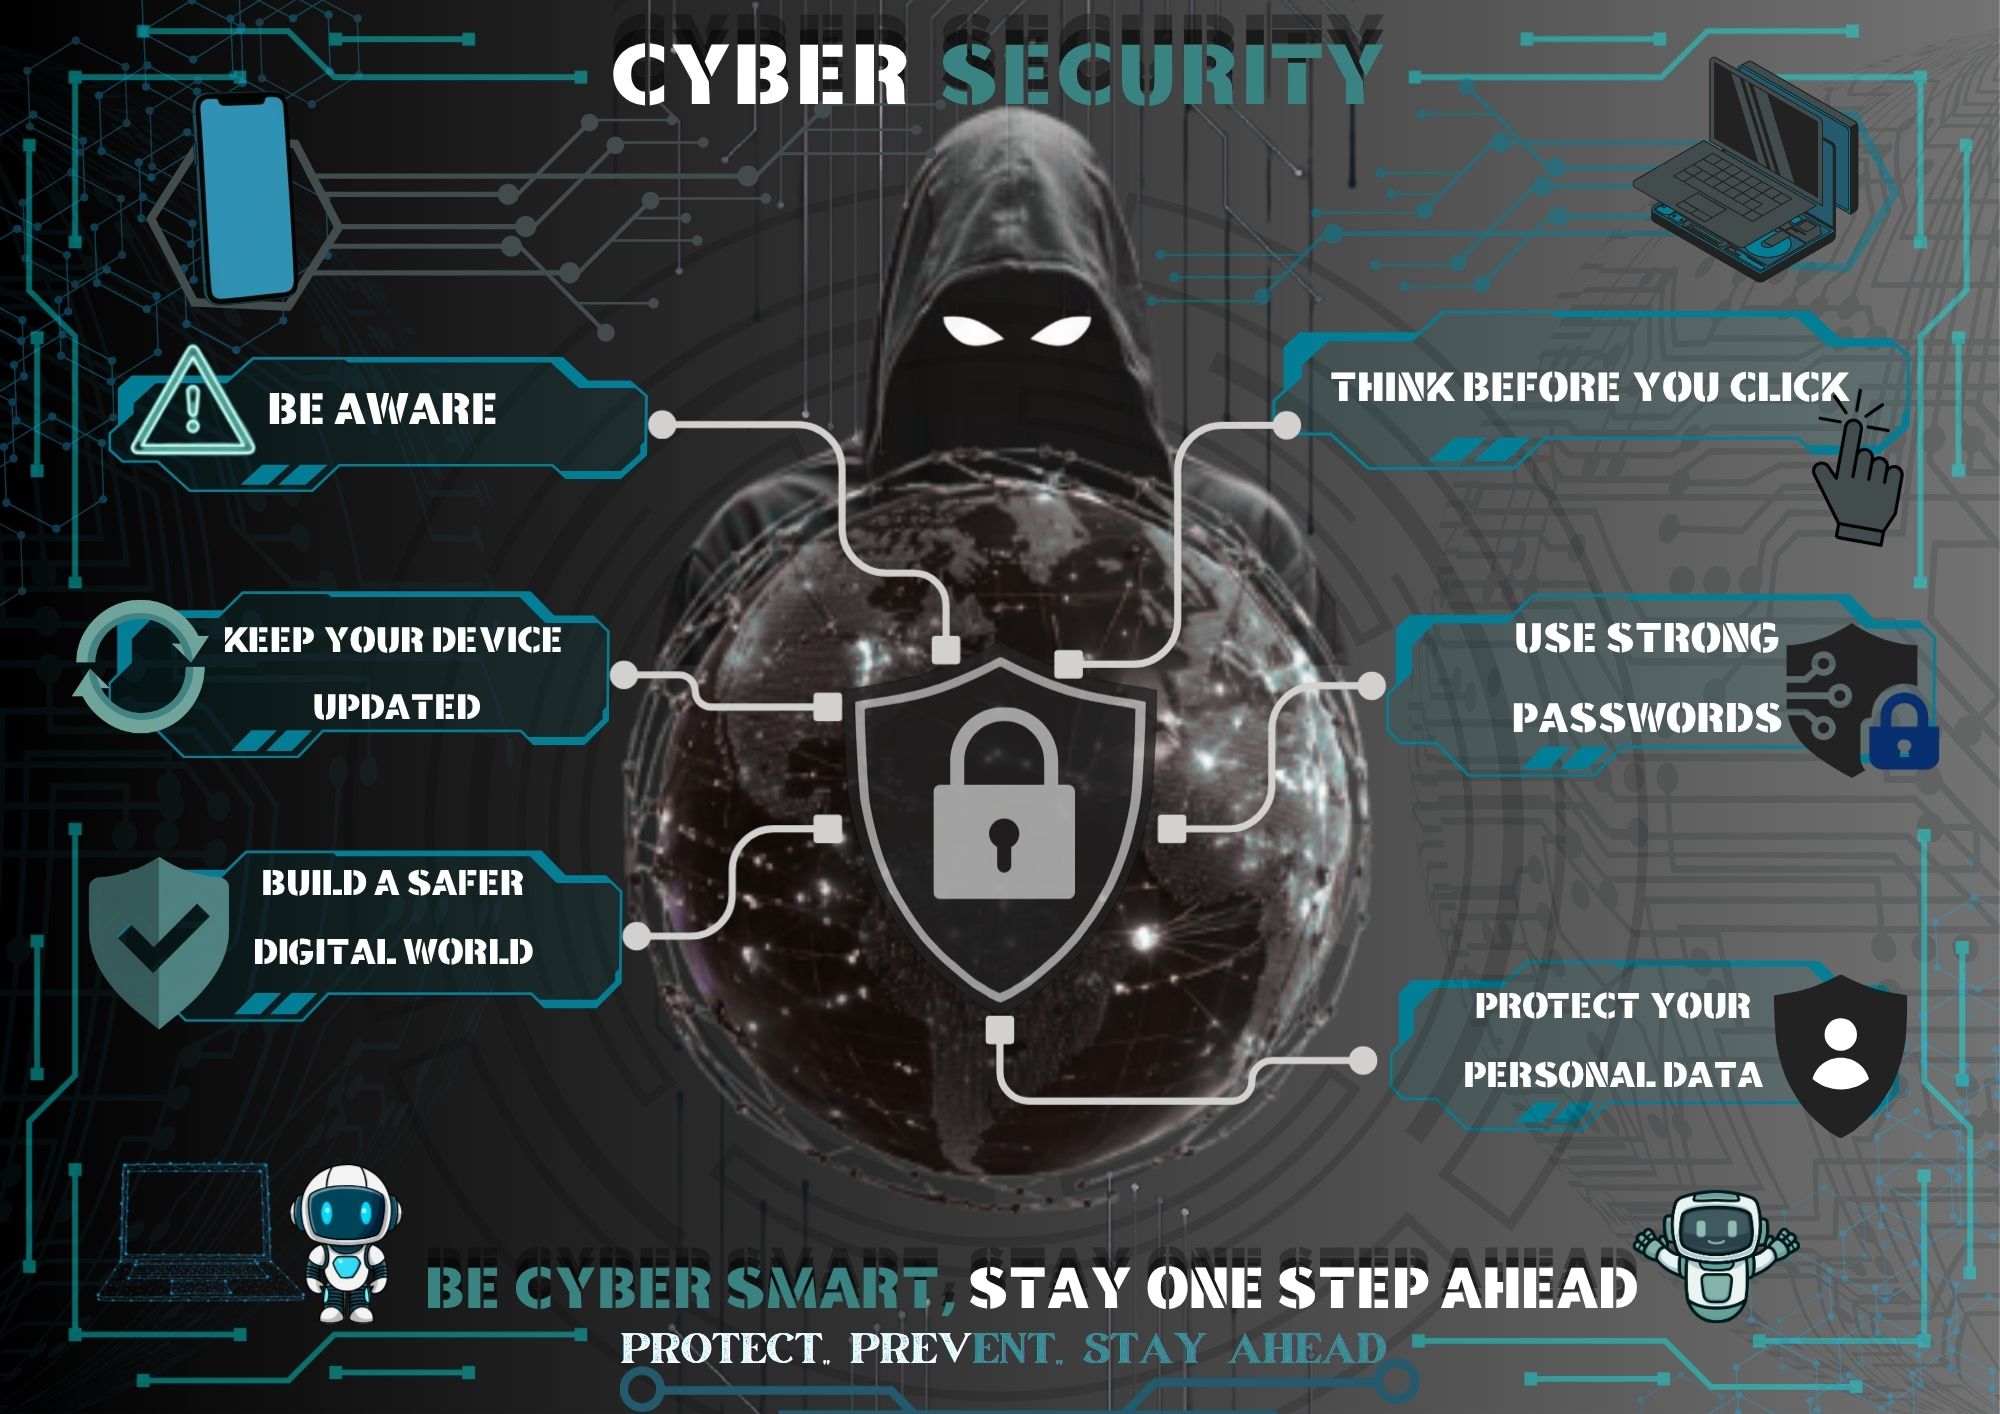 CYBER SECURITY
BE AWARE
THINK BEFORE YOU CLICK
KEEP YOUR DEVICE
UPDATED
USE STRONG
PASSWORDS
BUILD A SAFER
DIGITAL WORLD
PROTECT YOUR
PERSONAL DATA
BE CYBER SMART, STAY ONE STEP AHEAD
PROTECT.. PREVENT.. STAY AHEAD